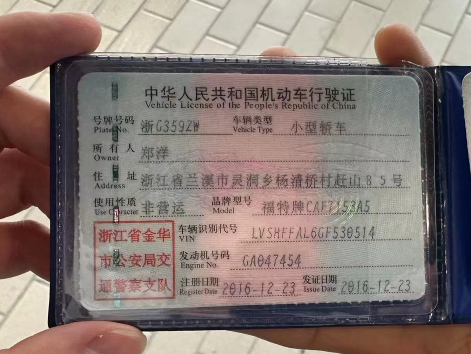 中华人民共和国机动车行驶证
Vehicle License of the People's Republic of China
号牌号码 浙G359ZW 车辆类型 小型轿车
Plate No. Vehicle Type
所有人 郑洋
Owner
住址 浙江省兰溪市灵洞乡杨清桥村赶山85号
Address
使用性质 非营运 品牌型号 福特牌CAF7153A5
Use Character Model
浙江省金华 车辆识别代号 LVSHFFAL6GF530514
市公安局交 VIN
通警察支队 发动机号码 GA047454
Engine No.
注册日期 2016-12-23 发证日期 2016-12-23
Register Date Issue Date